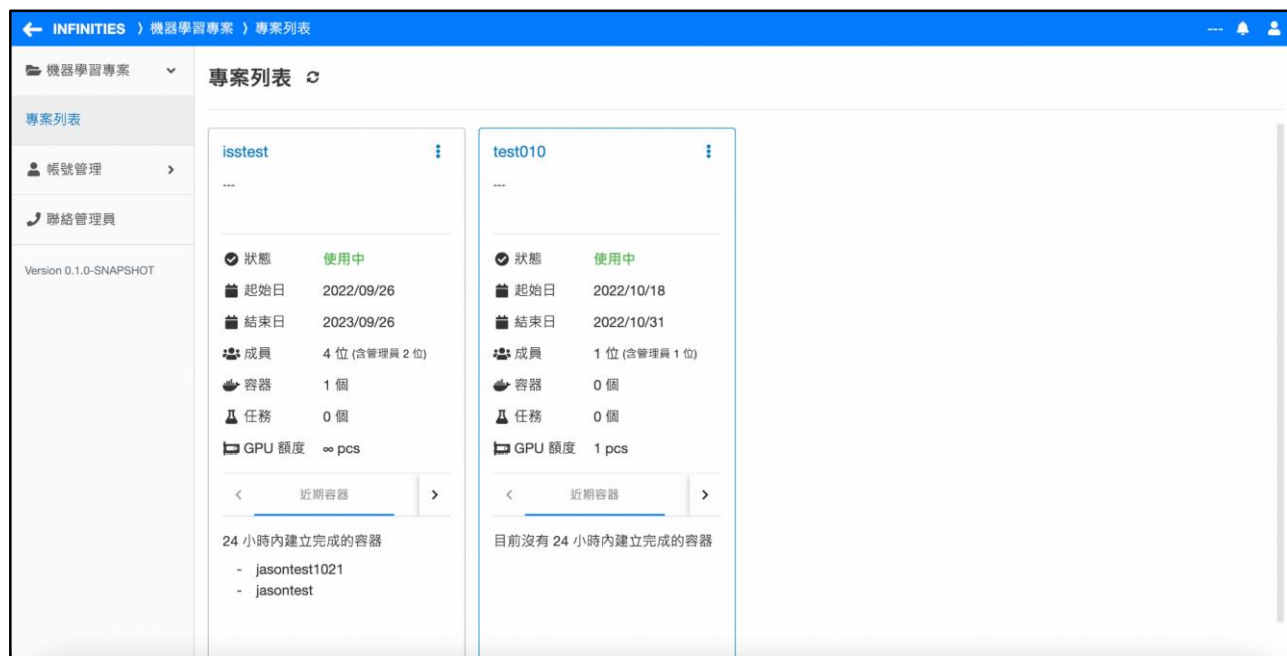 INFINITIES 〉機器學習專案 〉專案列表
---
機器學習專案
專案列表
帳號管理
聯絡管理員
Version 0.1.0-SNAPSHOT
專案列表
isstest
---
狀態 使用中
起始日 2022/09/26
結束日 2023/09/26
成員 4 位 (含管理員 2 位)
容器 1 個
任務 0 個
GPU 額度 ∞ pcs
近期容器
24 小時內建立完成的容器
- jasontest1021
- jasontest
test010
---
狀態 使用中
起始日 2022/10/18
結束日 2022/10/31
成員 1 位 (含管理員 1 位)
容器 0 個
任務 0 個
GPU 額度 1 pcs
近期容器
目前沒有 24 小時內建立完成的容器